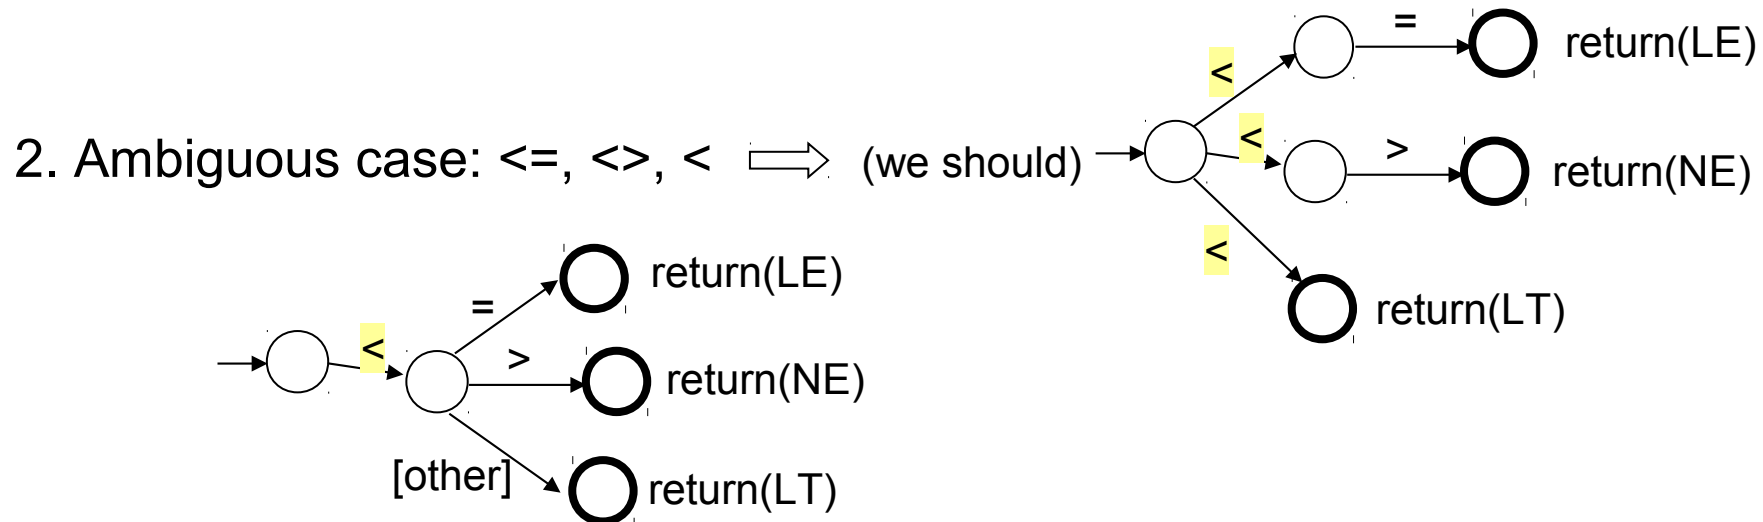 = return(LE)
<
2. Ambiguous case: <=, <>, < (we should) < > return(NE)
<
return(LT)
= return(LE)
< > return(NE)
[other] return(LT)